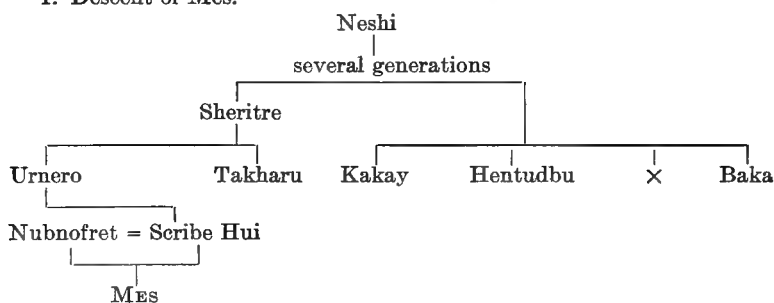 1. Descent of Mes.
Neshi
several generations
Sheritre
Urnero Takharu Kakay Hentudbu × Baka
Nubnofret = Scribe Hui
MES